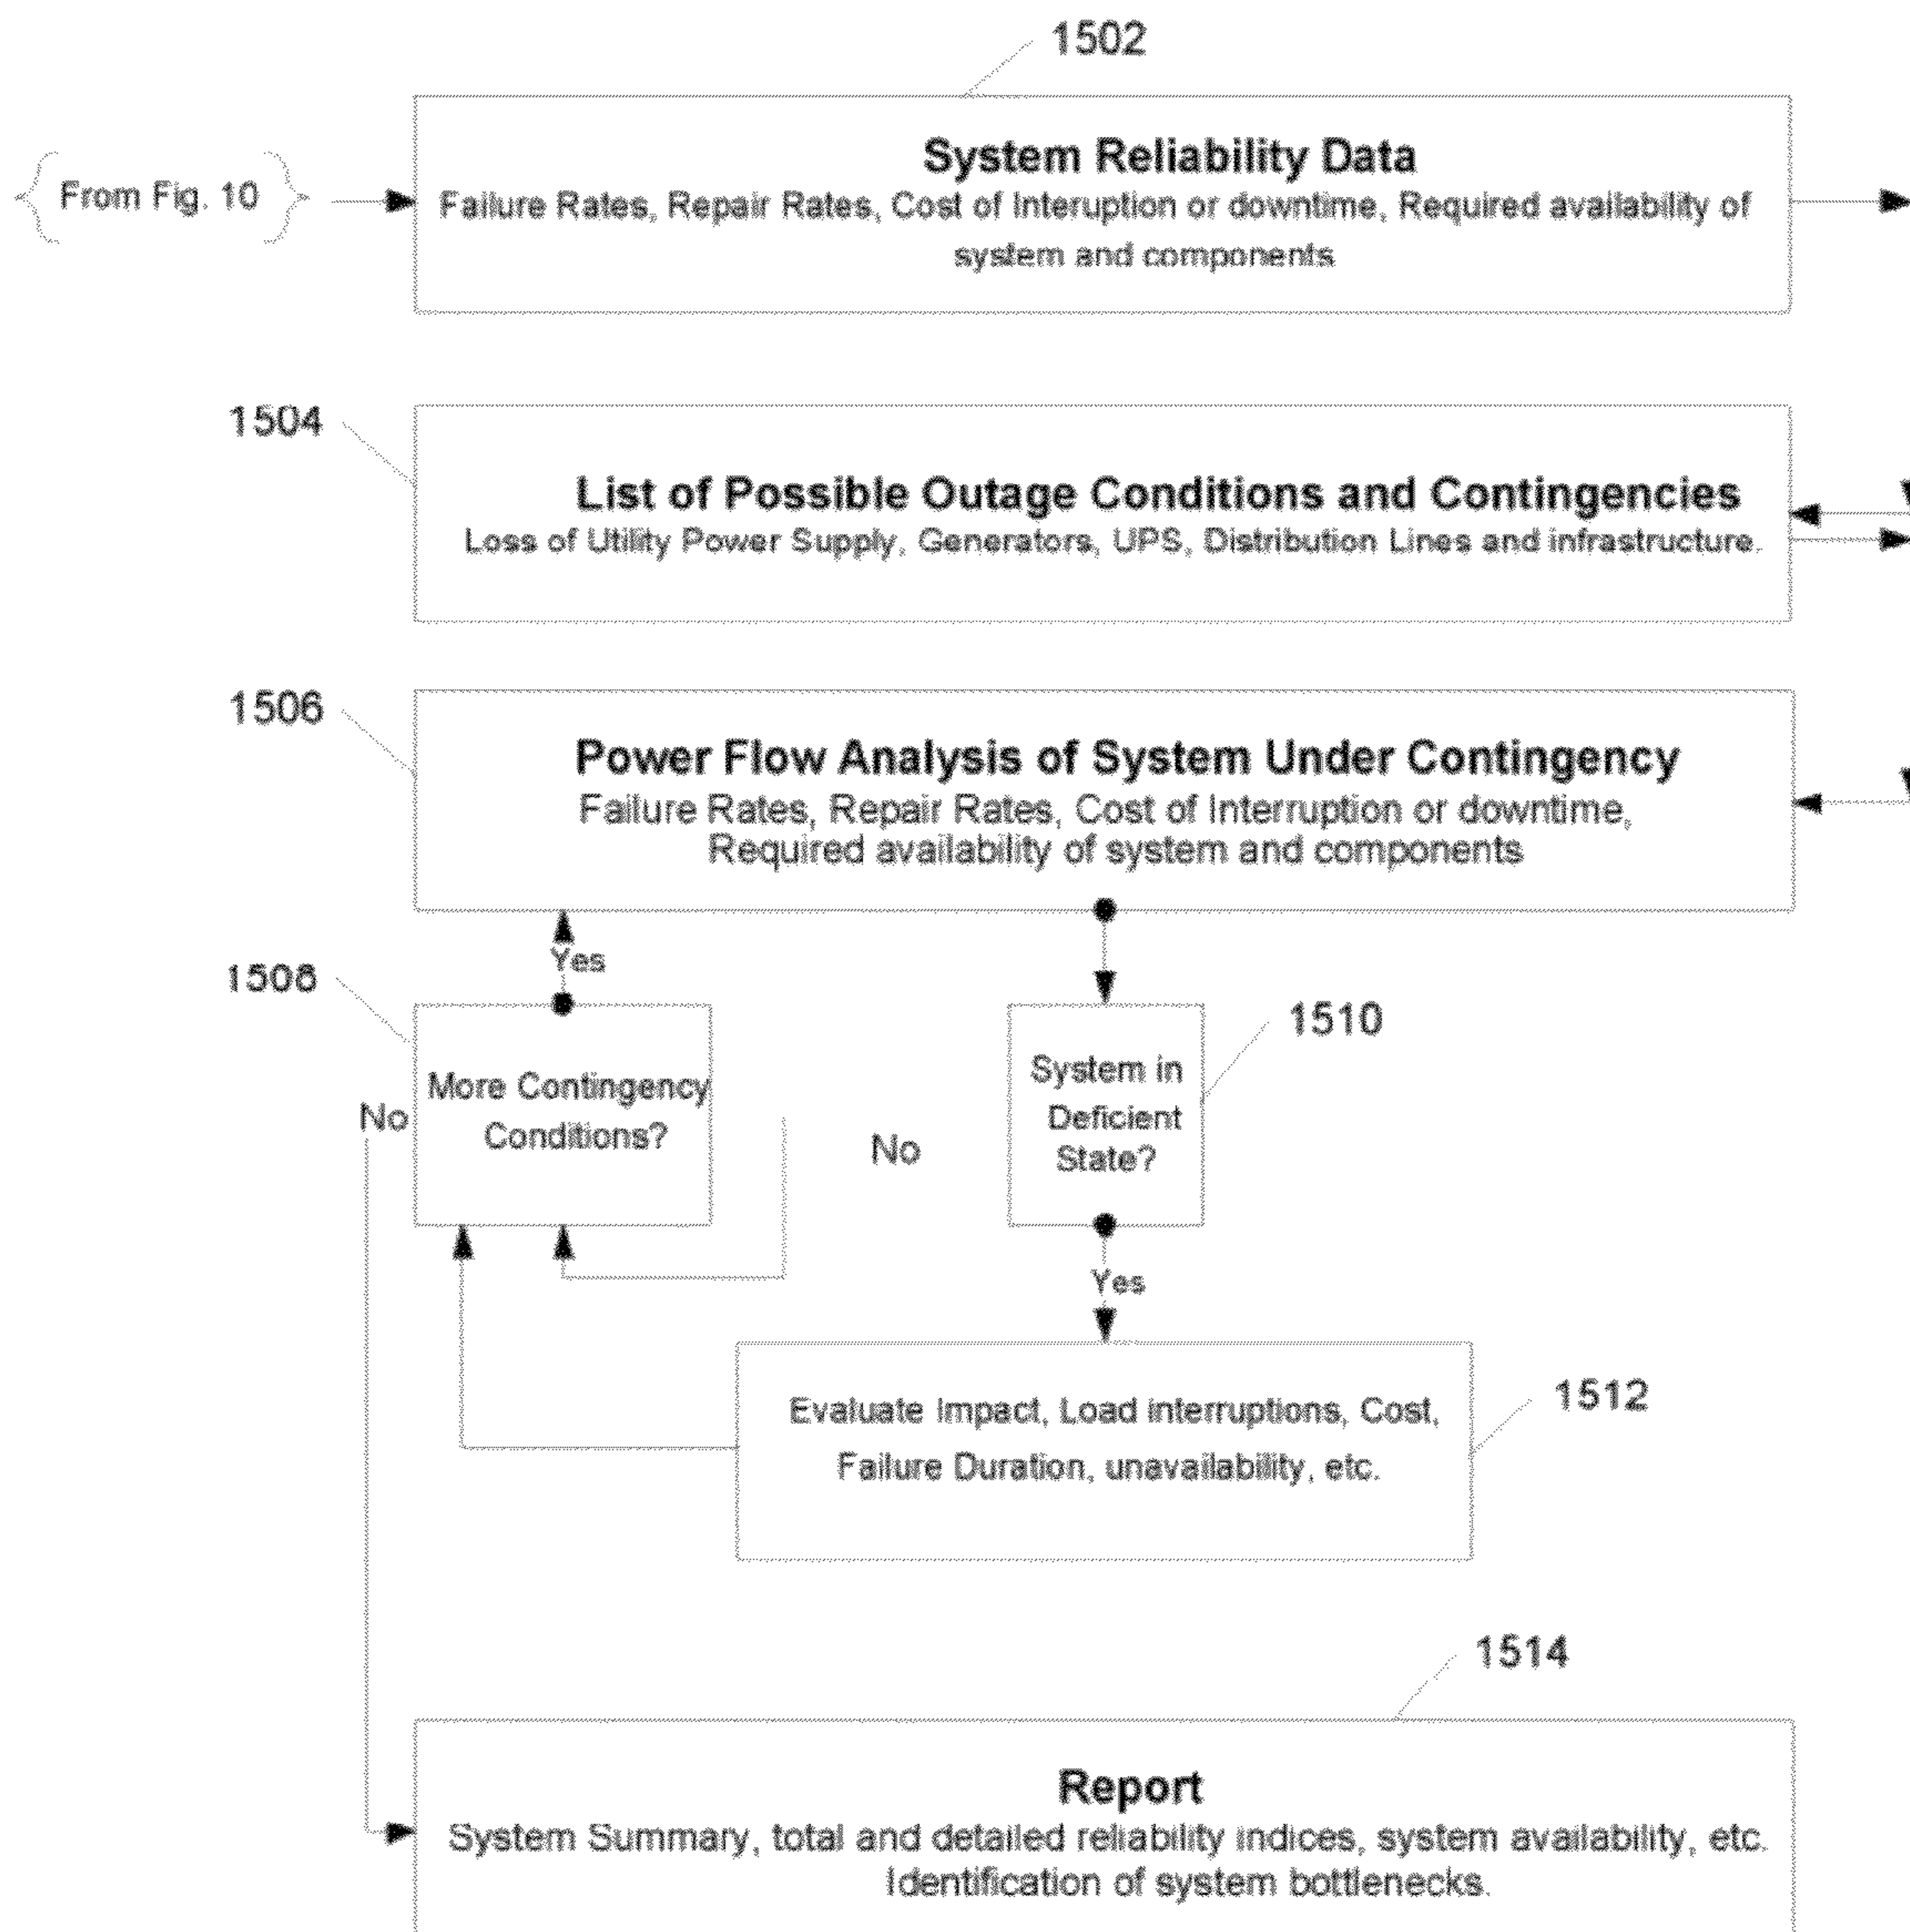 1502
System Reliability Data
From Fig. 10
Failure Rates, Repair Rates, Cost of Interuption or downtime, Required availability of
system and components
1504
List of Possible Outage Conditions and Contingencies
Loss of Utility Power Supply, Generators, UPS, Distribution Lines and infrastructure.
1506
Power Flow Analysis of System Under Contingency
Failure Rates, Repair Rates, Cost of Interruption or downtime,
Required availability of system and components
Yes
1508
More Contingency
Conditions?
No
No
1510
System in
Deficient
State?
Yes
1512
Evaluate Impact, Load interruptions, Cost,
Failure Duration, unavailability, etc.
1514
Report
System Summary, total and detailed reliability indices, system availability, etc.
Identification of system bottlenecks.